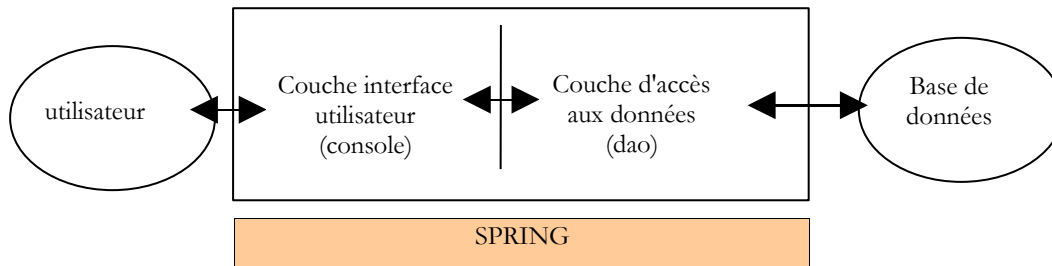 utilisateur
Couche interface
utilisateur
(console)
Couche d'accès
aux données
(dao)
Base de
données
SPRING